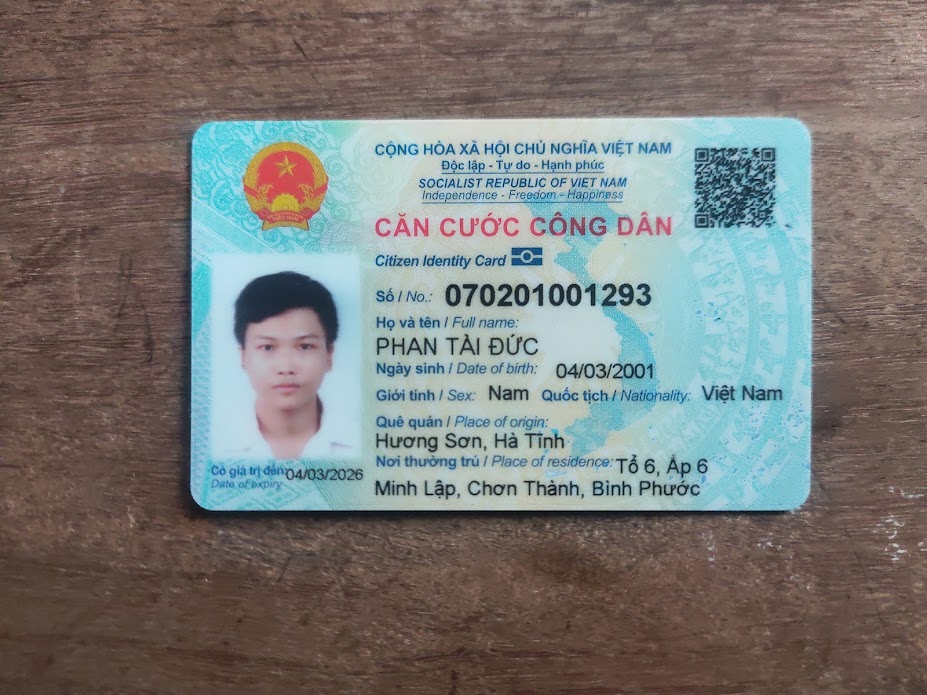 CỘNG HÒA XÃ HỘI CHỦ NGHĨA VIỆT NAM
Độc lập - Tự do - Hạnh phúc
SOCIALIST REPUBLIC OF VIET NAM
Independence - Freedom - Happiness
CĂN CƯỚC CÔNG DÂN
Citizen Identity Card
Số / No.: 070201001293
Họ và tên / Full name:
PHAN TÀI ĐỨC
Ngày sinh / Date of birth: 04/03/2001
Giới tính / Sex: Nam Quốc tịch / Nationality: Việt Nam
Quê quán / Place of origin:
Hương Sơn, Hà Tĩnh
Nơi thường trú / Place of residence: Tổ 6, Ấp 6
Minh Lập, Chơn Thành, Bình Phước
Có giá trị đến: 04/03/2026
Date of expiry
VIỆT NAM